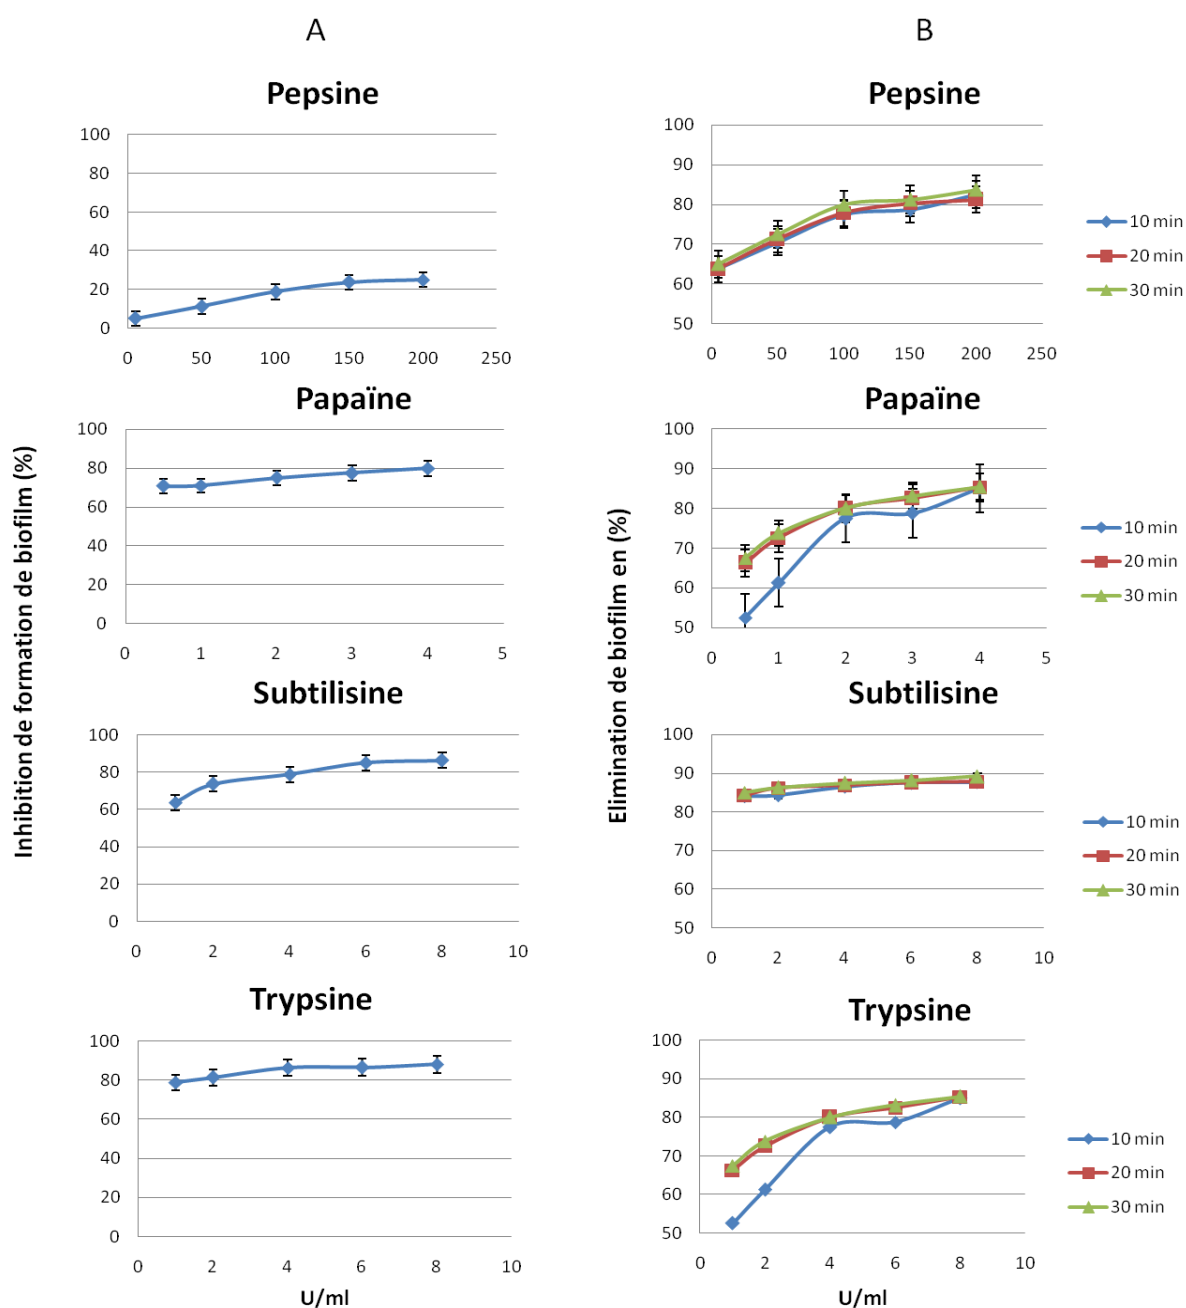 A
B
Pepsine
100
80
60
40
20
0
0 50 100 150 200 250
Pepsine
100
90
80
70
60
50
0 50 100 150 200 250
10 min
20 min
30 min
Inhibition de formation de biofilm (%)
Elimination de biofilm en (%)
Papaïne
100
80
60
40
20
0
0 1 2 3 4 5
Papaïne
100
90
80
70
60
50
0 1 2 3 4 5
10 min
20 min
30 min
Subtilisine
100
80
60
40
20
0
0 2 4 6 8 10
Subtilisine
100
90
80
70
60
50
0 2 4 6 8 10
10 min
20 min
30 min
Trypsine
100
80
60
40
20
0
0 2 4 6 8 10
U/ml
Trypsine
100
90
80
70
60
50
0 2 4 6 8 10
U/ml
10 min
20 min
30 min